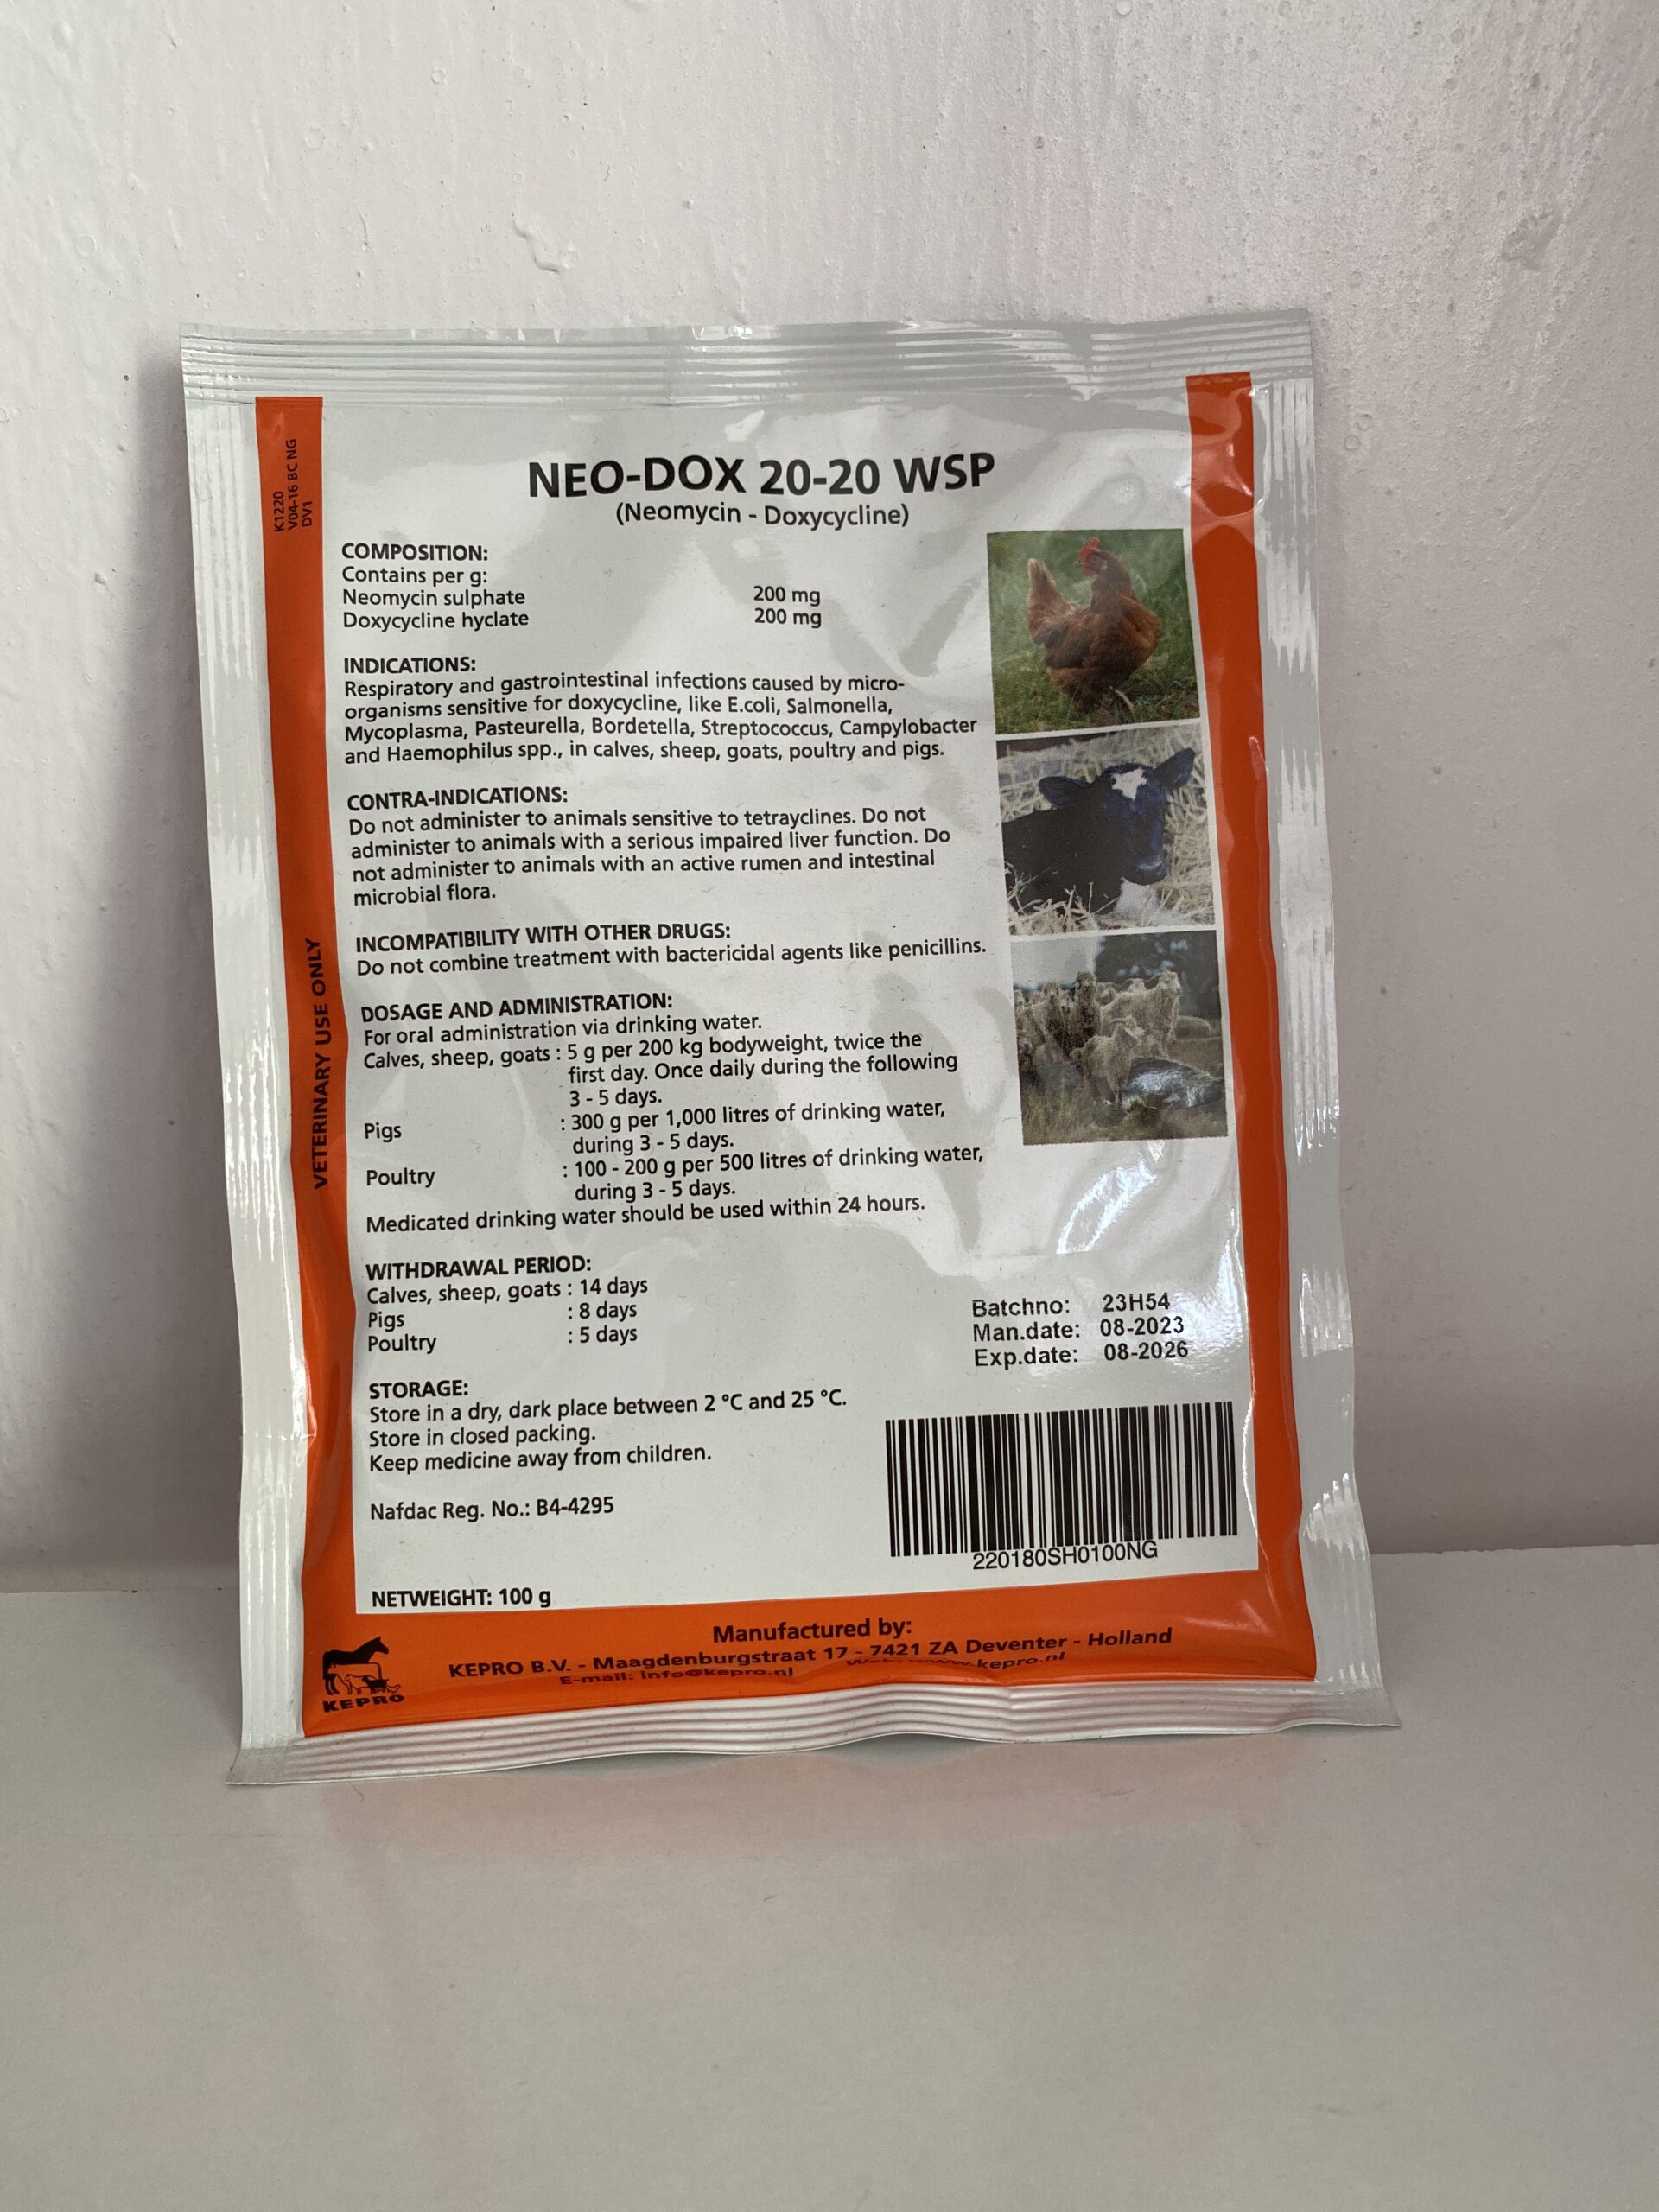 K1220
V04-16 BC NG
DV1
VETERINARY USE ONLY
NEO-DOX 20-20 WSP
(Neomycin - Doxycycline)
COMPOSITION:
Contains per g:
Neomycin sulphate 200 mg
Doxycycline hyclate 200 mg
INDICATIONS:
Respiratory and gastrointestinal infections caused by micro-
organisms sensitive for doxycycline, like E.coli, Salmonella,
Mycoplasma, Pasteurella, Bordetella, Streptococcus, Campylobacter
and Haemophilus spp., in calves, sheep, goats, poultry and pigs.
CONTRA-INDICATIONS:
Do not administer to animals sensitive to tetrayclines. Do not
administer to animals with a serious impaired liver function. Do
not administer to animals with an active rumen and intestinal
microbial flora.
INCOMPATIBILITY WITH OTHER DRUGS:
Do not combine treatment with bactericidal agents like penicillins.
DOSAGE AND ADMINISTRATION:
For oral administration via drinking water.
Calves, sheep, goats : 5 g per 200 kg bodyweight, twice the
first day. Once daily during the following
3 - 5 days.
Pigs : 300 g per 1,000 litres of drinking water,
during 3 - 5 days.
Poultry : 100 - 200 g per 500 litres of drinking water,
during 3 - 5 days.
Medicated drinking water should be used within 24 hours.
WITHDRAWAL PERIOD:
Calves, sheep, goats : 14 days
Pigs : 8 days
Poultry : 5 days
Batchno: 23H54
Man.date: 08-2023
Exp.date: 08-2026
STORAGE:
Store in a dry, dark place between 2 °C and 25 °C.
Store in closed packing.
Keep medicine away from children.
Nafdac Reg. No.: B4-4295
220180SH0100NG
NETWEIGHT: 100 g
Manufactured by:
KEPRO B.V. - Maagdenburgstraat 17 - 7421 ZA Deventer - Holland
E-mail: info@kepro.nl Web: www.kepro.nl
KEPRO